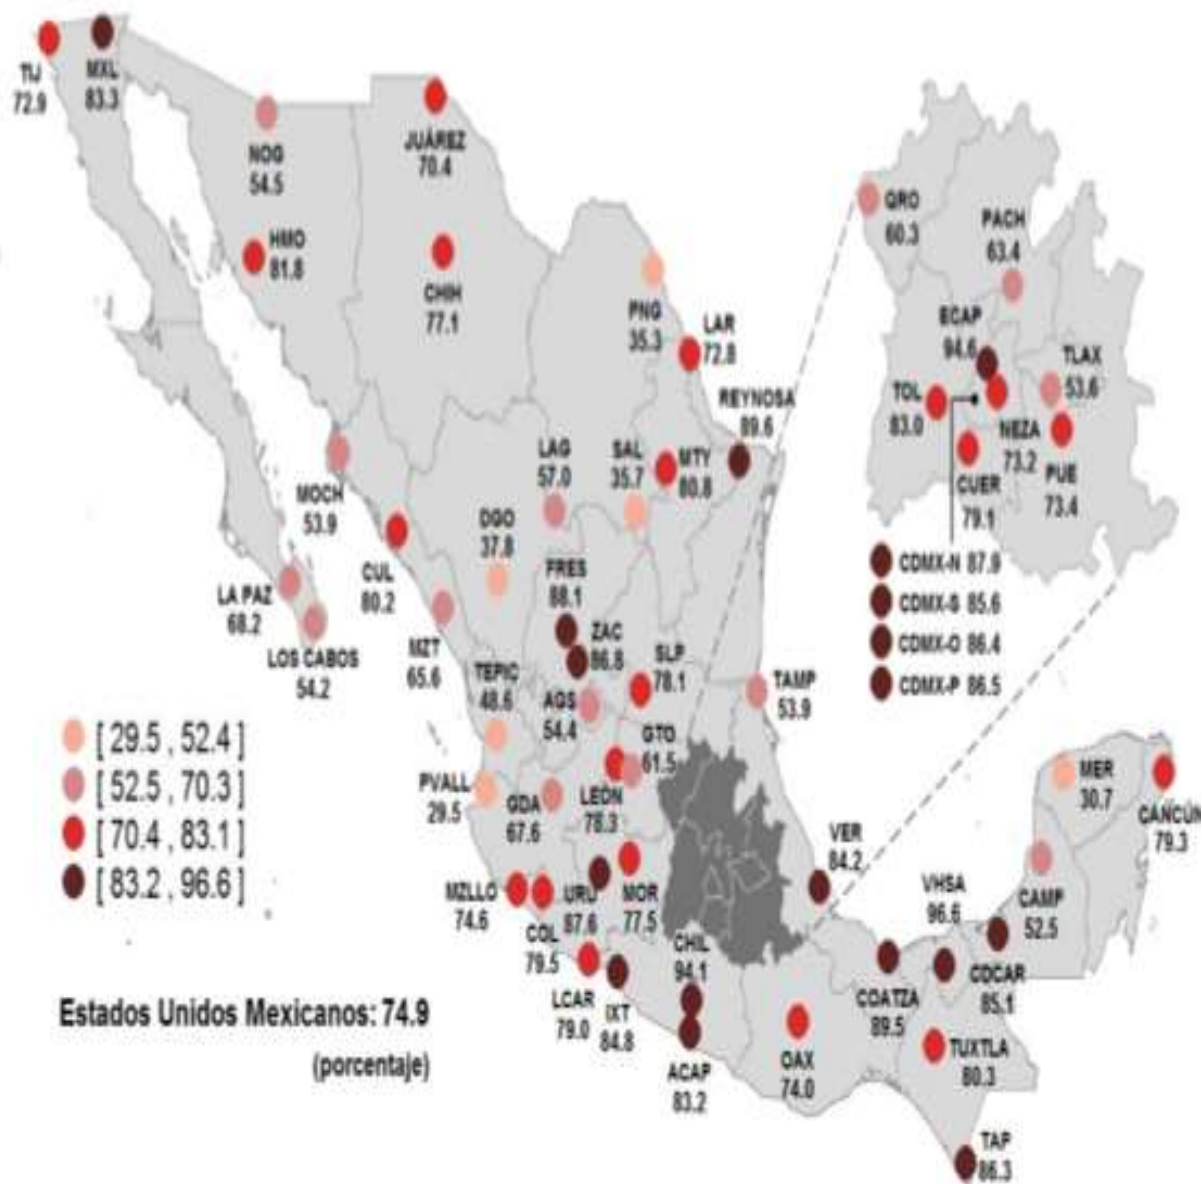 TIJ
72.9
MXL
83.3
NOG
54.5
HMO
81.8
JUÁREZ
70.4
CHIH
77.1
PNG
35.3
LAR
72.8
REYNOSA
89.6
MOCH
53.9
LAG
57.0
SAL
35.7
MTY
80.8
DGO
37.8
CUL
80.2
LA PAZ
68.2
LOS CABOS
54.2
MZT
65.6
FRES
88.1
ZAC
86.8
SLP
78.1
TEPIC
48.6
AGS
54.4
GTO
61.5
TAMP
53.9
PVALL
29.5
GDA
67.6
LEÓN
78.3
MZLLO
74.6
COL
79.5
URU
87.6
MOR
77.5
VER
84.2
LCAR
79.0
IXT
84.8
CHIL
94.1
ACAP
83.2
OAX
74.0
COATZA
89.5
VHSA
96.6
CDCAR
85.1
CAMP
52.5
MER
30.7
CANCÚN
79.3
TUXTLA
80.3
TAP
86.3
QRO
60.3
PACH
63.4
ECAP
94.6
TLAX
53.6
TOL
83.0
NEZA
73.2
PUE
73.4
CUER
79.1
CDMX-N 87.9
CDMX-S 85.6
CDMX-O 86.4
CDMX-P 86.5
[ 29.5 , 52.4 ]
[ 52.5 , 70.3 ]
[ 70.4 , 83.1 ]
[ 83.2 , 96.6 ]
Estados Unidos Mexicanos: 74.9
(porcentaje)